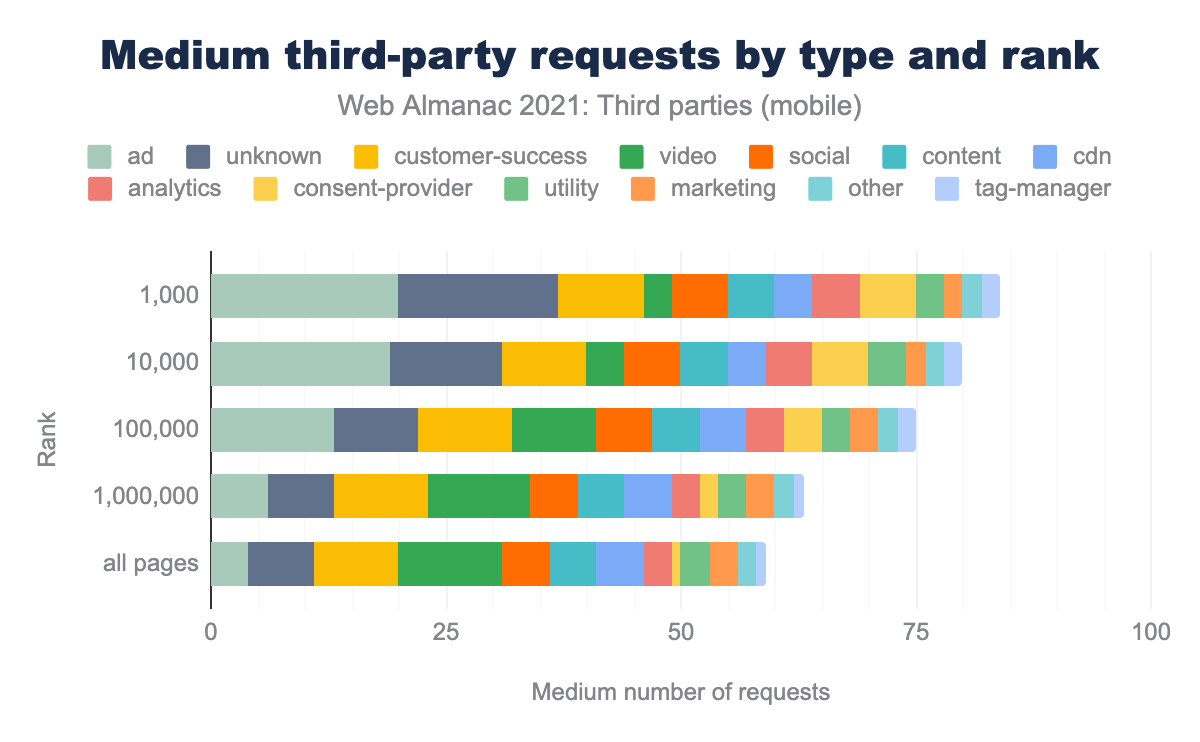 Medium third-party requests by type and rank
Web Almanac 2021: Third parties (mobile)
ad unknown customer-success video social content cdn
analytics consent-provider utility marketing other tag-manager
1,000
10,000
100,000
1,000,000
all pages
Rank
0 25 50 75 100
Medium number of requests